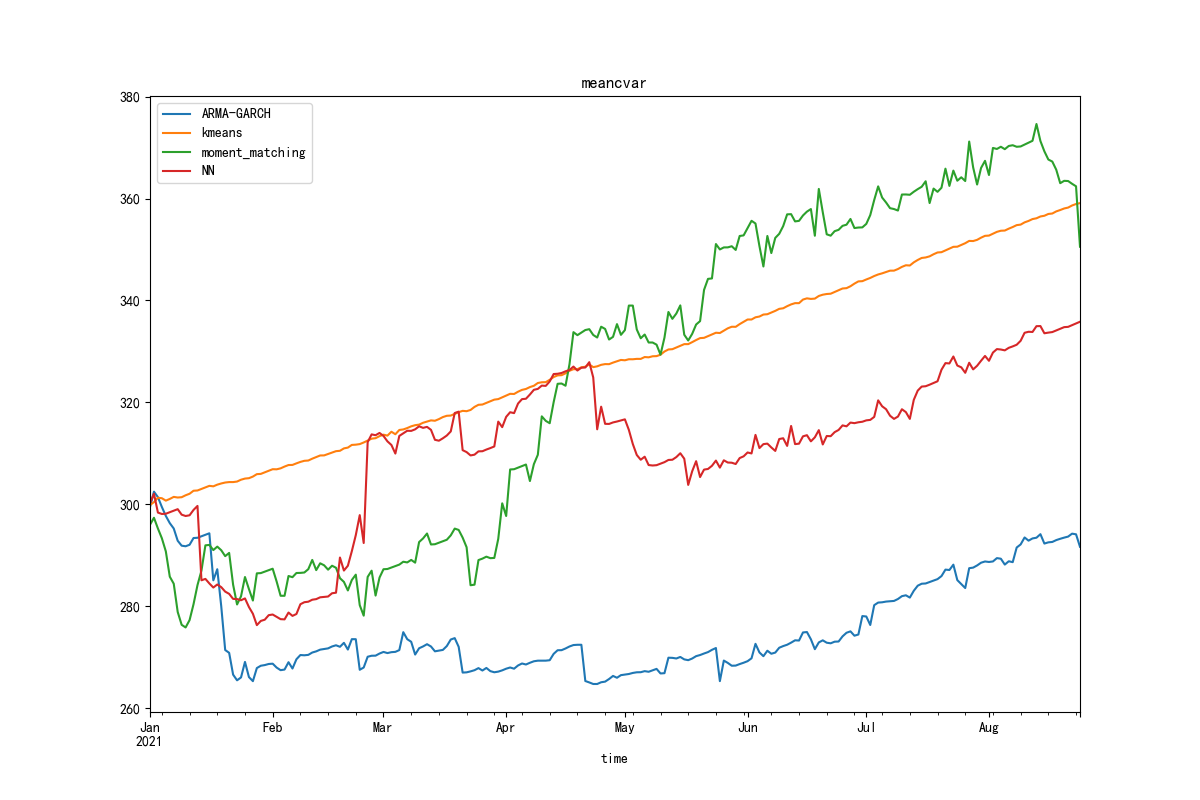 meancvar
ARMA-GARCH
kmeans
moment_matching
NN
380
360
340
320
300
280
260
Jan Feb Mar Apr May Jun Jul Aug
2021
time